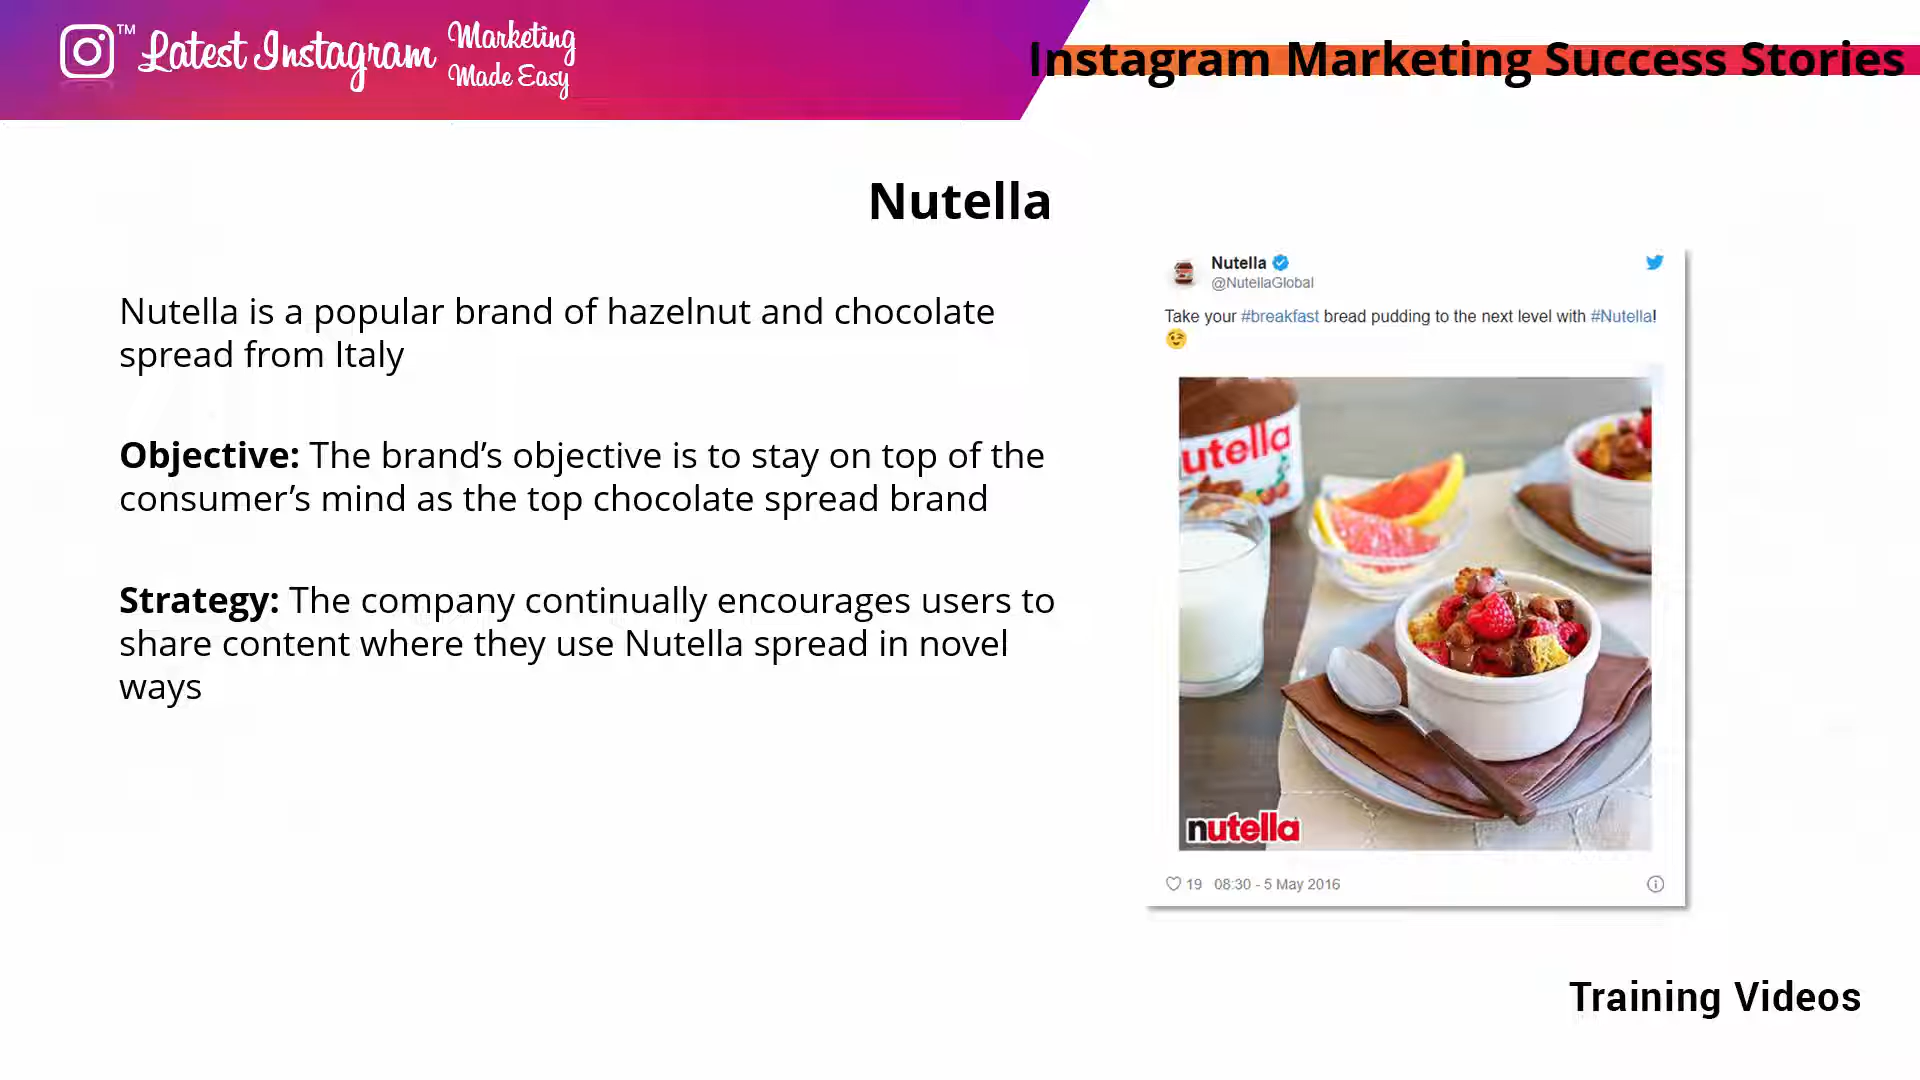 TM
Latest Instagram
Marketing
Made Easy
Instagram Marketing Success Stories
Nutella
Nutella is a popular brand of hazelnut and chocolate
spread from Italy
Objective: The brand’s objective is to stay on top of the
consumer’s mind as the top chocolate spread brand
Strategy: The company continually encourages users to
share content where they use Nutella spread in novel
ways
Nutella
@NutellaGlobal
Take your #breakfast bread pudding to the next level with #Nutella!
utella
nutella
19 08:30 - 5 May 2016
Training Videos